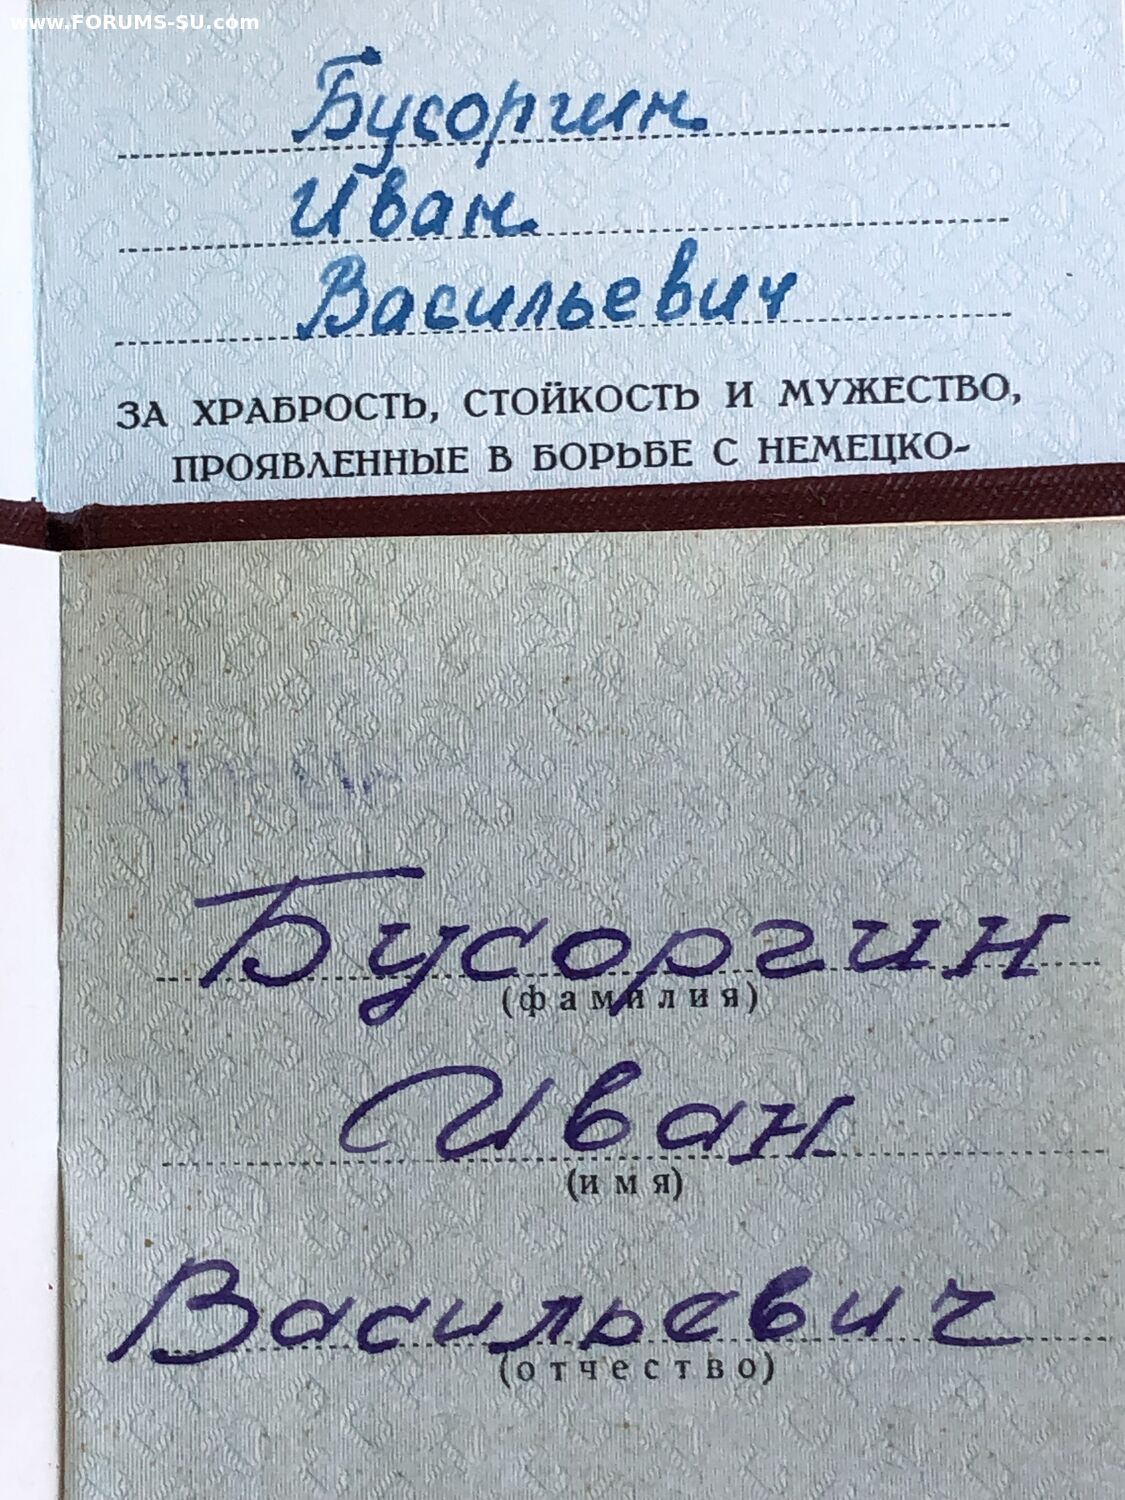 www.FORUMS-SU.com
Бусоргин
Иван
Васильевич
ЗА ХРАБРОСТЬ, СТОЙКОСТЬ И МУЖЕСТВО,
ПРОЯВЛЕННЫЕ В БОРЬБЕ С НЕМЕЦКО-
Бусоргин
(фамилия)
Иван
(имя)
Васильевич
(отчество)